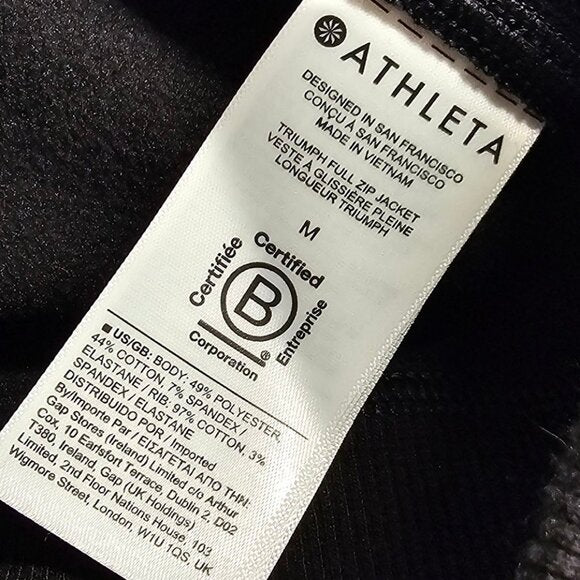 ATHLETA
DESIGNED IN SAN FRANCISCO
CONÇU À SAN FRANCISCO
MADE IN VIETNAM
TRIUMPH FULL ZIP JACKET
VESTE À GLISSIÈRE PLEINE
LONGUEUR TRIUMPH
M
Certifiée
Certified
B
®
Corporation
Entreprise
■ US/GB: BODY: 49% POLYESTER,
44% COTTON, 7% SPANDEX /
ELASTANE / RIB: 97% COTTON, 3%
SPANDEX / ELASTANE
DISTRIBUIDO POR / Imported
By/Importe Par / ΕΙΣΑΓΕΤΑΙ ΑΠΟ ΤΗΝ:
Gap Stores (Ireland) Limited c/o Arthur
Cox, 10 Earlsfort Terrace, Dublin 2, D02
T380, Ireland, Gap (UK Holdings)
Limited, 2nd Floor Nations House, 103
Wigmore Street, London, W1U 1QS, UK